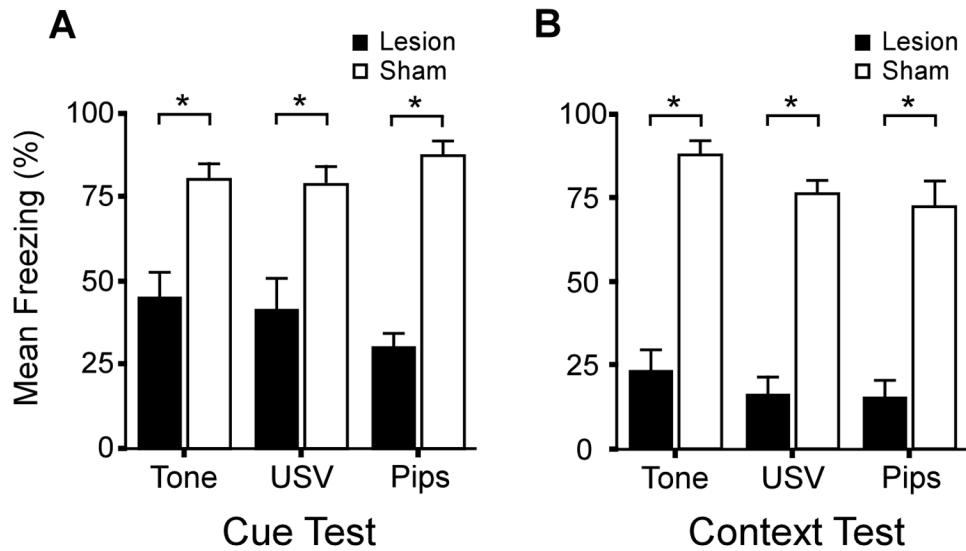 A
Lesion
Sham
* * *
Mean Freezing (%)
100
75
50
25
0
Tone USV Pips
Cue Test
B
Lesion
Sham
* * *
100
75
50
25
0
Tone USV Pips
Context Test